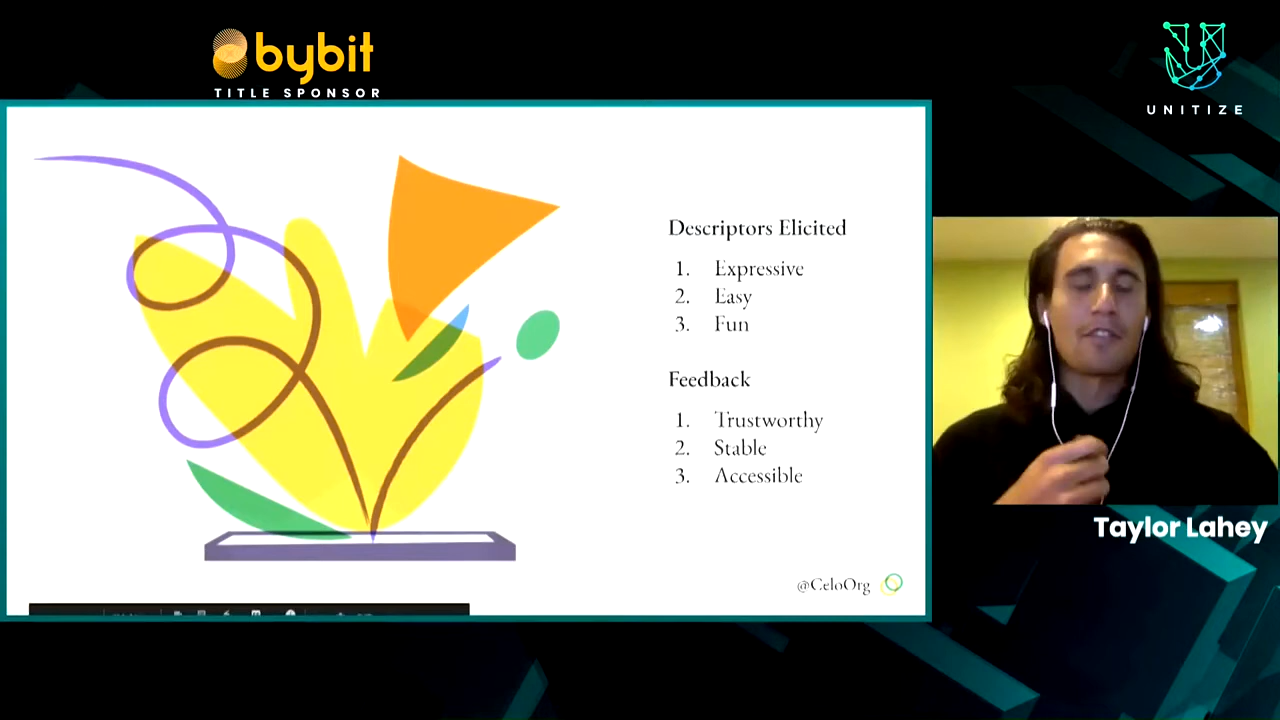 bybit
TITLE SPONSOR
UNITIZE
Descriptors Elicited
1. Expressive
2. Easy
3. Fun
Feedback
1. Trustworthy
2. Stable
3. Accessible
@CeloOrg
Taylor Lahey